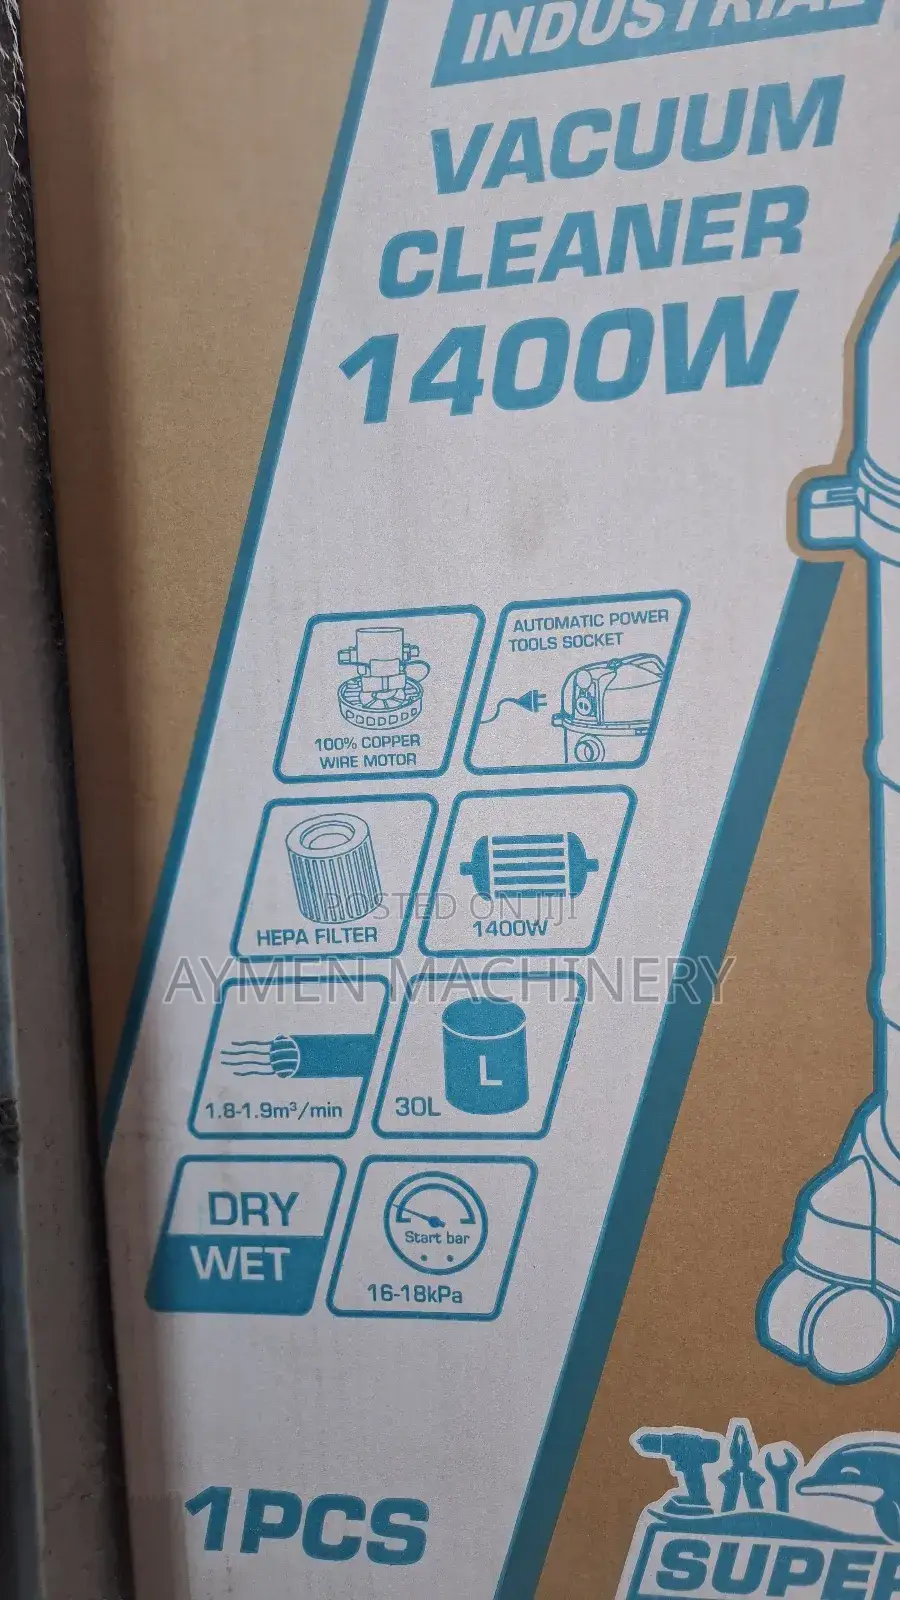 INDUSTRIAL
VACUUM
CLEANER
1400W
100% COPPER
WIRE MOTOR
AUTOMATIC POWER
TOOLS SOCKET
HEPA FILTER
1400W
POSTED ON JIJI
AYMEN MACHINERY
1.8-1.9m³/min
30L
L
DRY
WET
Start bar
16-18kPa
1PCS
SUPER